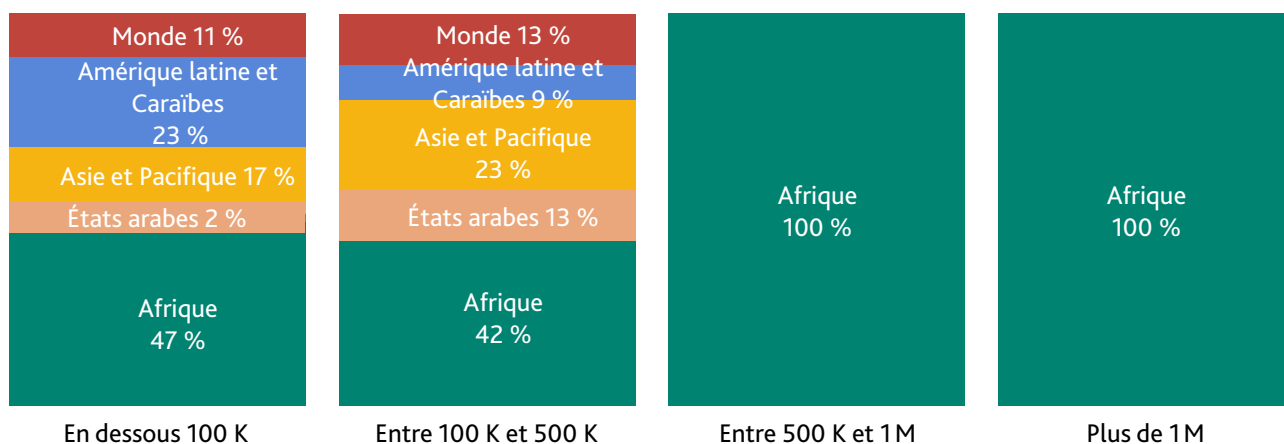 Monde 11 %
Amérique latine et
Caraïbes
23 %
Asie et Pacifique 17 %
États arabes 2 %
Afrique
47 %
En dessous 100 K
Monde 13 %
Amérique latine et
Caraïbes 9 %
Asie et Pacifique
23 %
États arabes 13 %
Afrique
42 %
Entre 100 K et 500 K
Afrique
100 %
Entre 500 K et 1 M
Afrique
100 %
Plus de 1 M